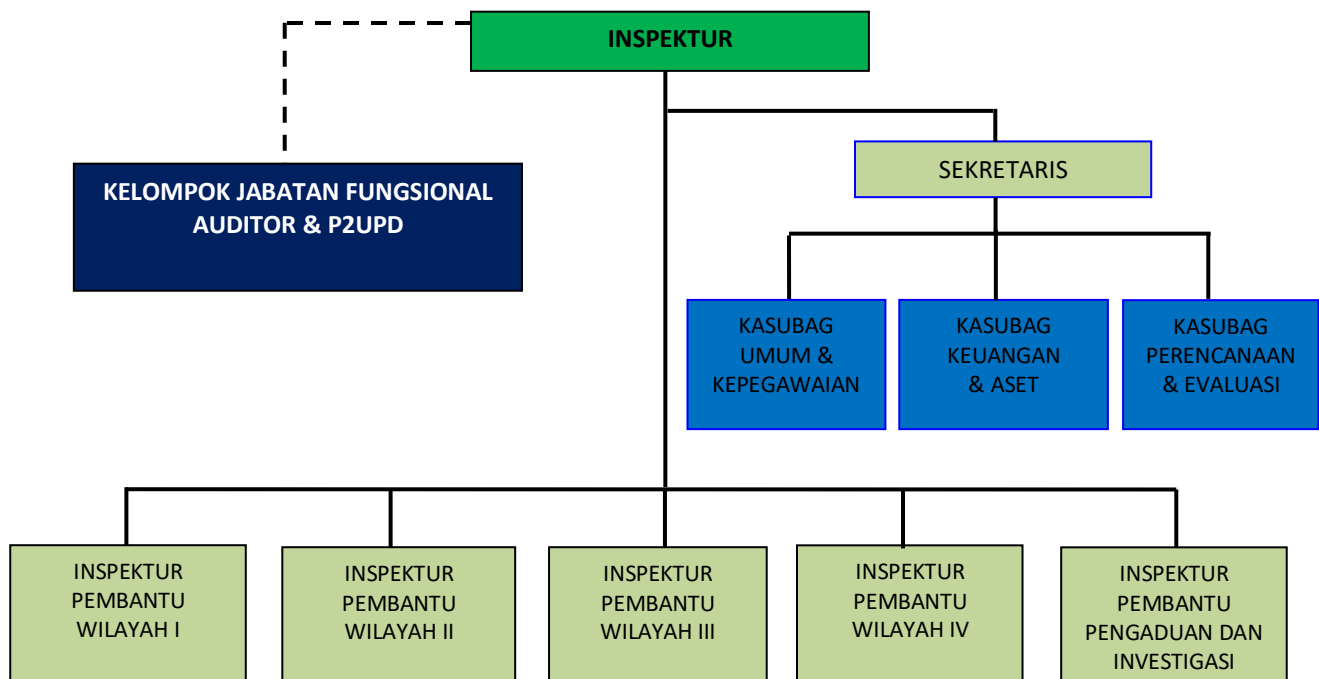 INSPEKTUR
KELOMPOK JABATAN FUNGSIONAL
AUDITOR & P2UPD
SEKRETARIS
KASUBAG
UMUM &
KEPEGAWAIAN
KASUBAG
KEUANGAN
& ASET
KASUBAG
PERENCANAAN
& EVALUASI
INSPEKTUR
PEMBANTU
WILAYAH I
INSPEKTUR
PEMBANTU
WILAYAH II
INSPEKTUR
PEMBANTU
WILAYAH III
INSPEKTUR
PEMBANTU
WILAYAH IV
INSPEKTUR
PEMBANTU
PENGADUAN DAN
INVESTIGASI